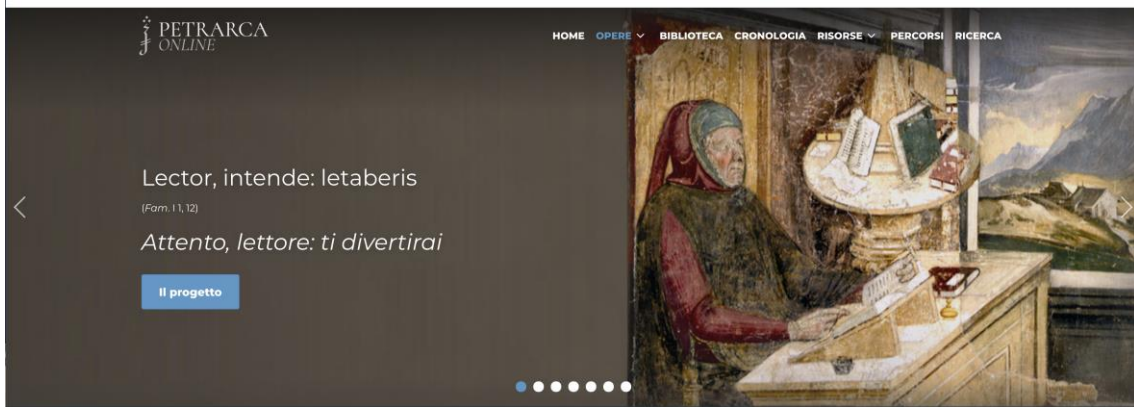 PETRARCA
ONLINE
HOME OPERE BIBLIOTECA CRONOLOGIA RISORSE PERCORSI RICERCA
Lector, intende: letaberis
(Fam. I 1, 12)
Attento, lettore: ti divertirai
Il progetto